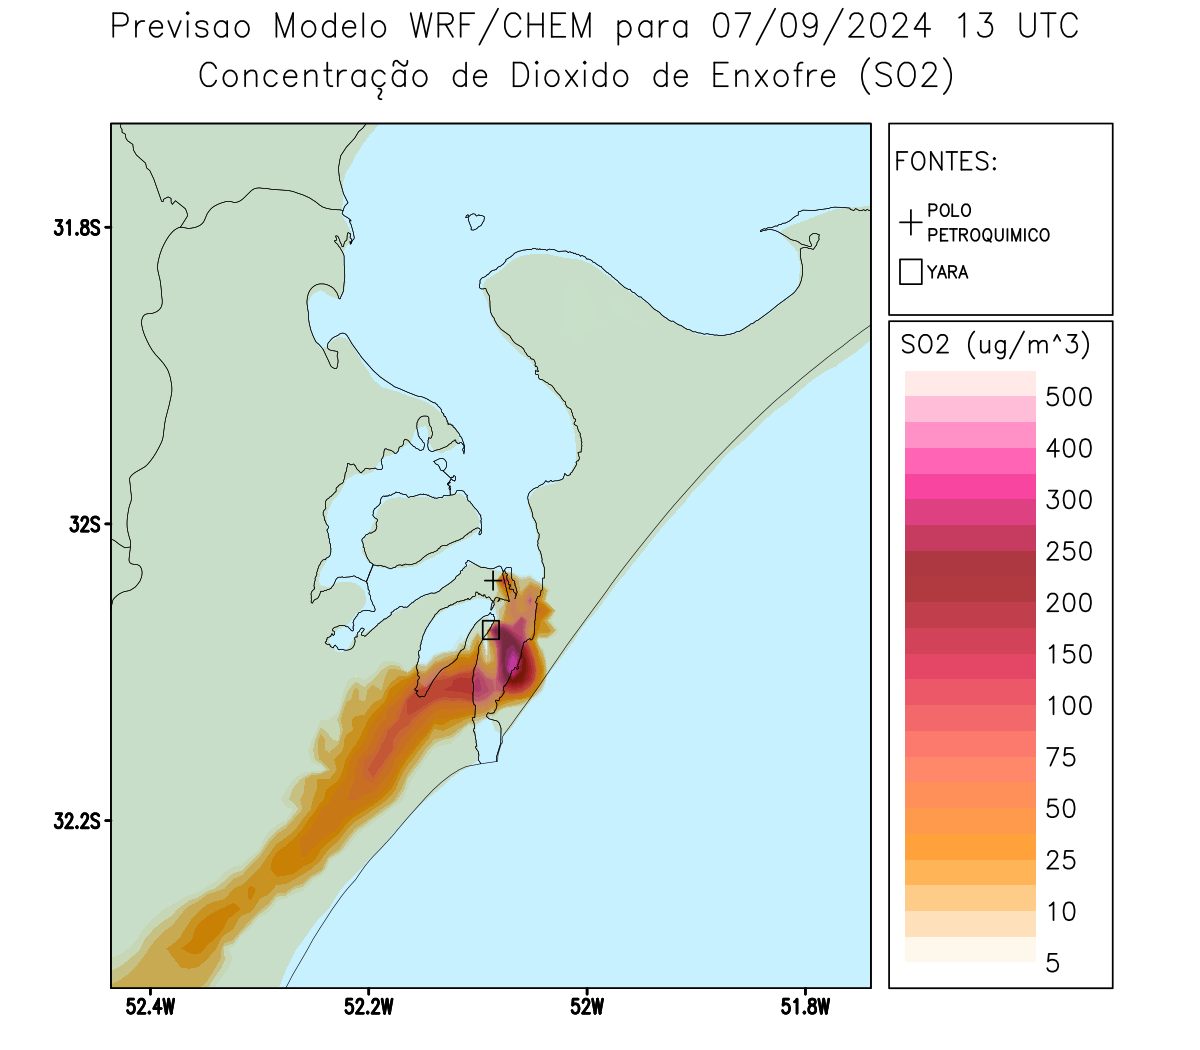 Previsao Modelo WRF/CHEM para 07/09/2024 13 UTC
Concentração de Dioxido de Enxofre (SO2)
FONTES:
POLO
PETROQUIMICO
YARA
SO2 (ug/m^3)
500
400
300
250
200
150
100
75
50
25
10
5
31.8S
32S
32.2S
52.4W
52.2W
52W
51.8W